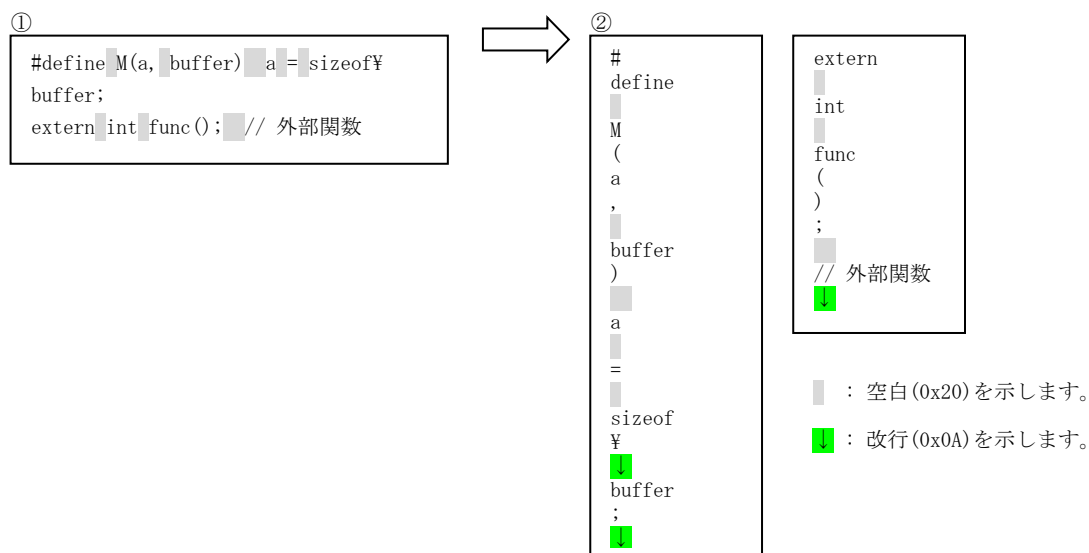 ①
#define M(a, buffer)  a = sizeof¥
buffer;
extern int func();  // 外部関数
②
#
define
M
(
a
,
buffer
)
a
=
sizeof
¥
↓
buffer
;
↓
extern
int
func
(
)
;
// 外部関数
↓
: 空白(0x20)を示します。
↓ : 改行(0x0A)を示します。